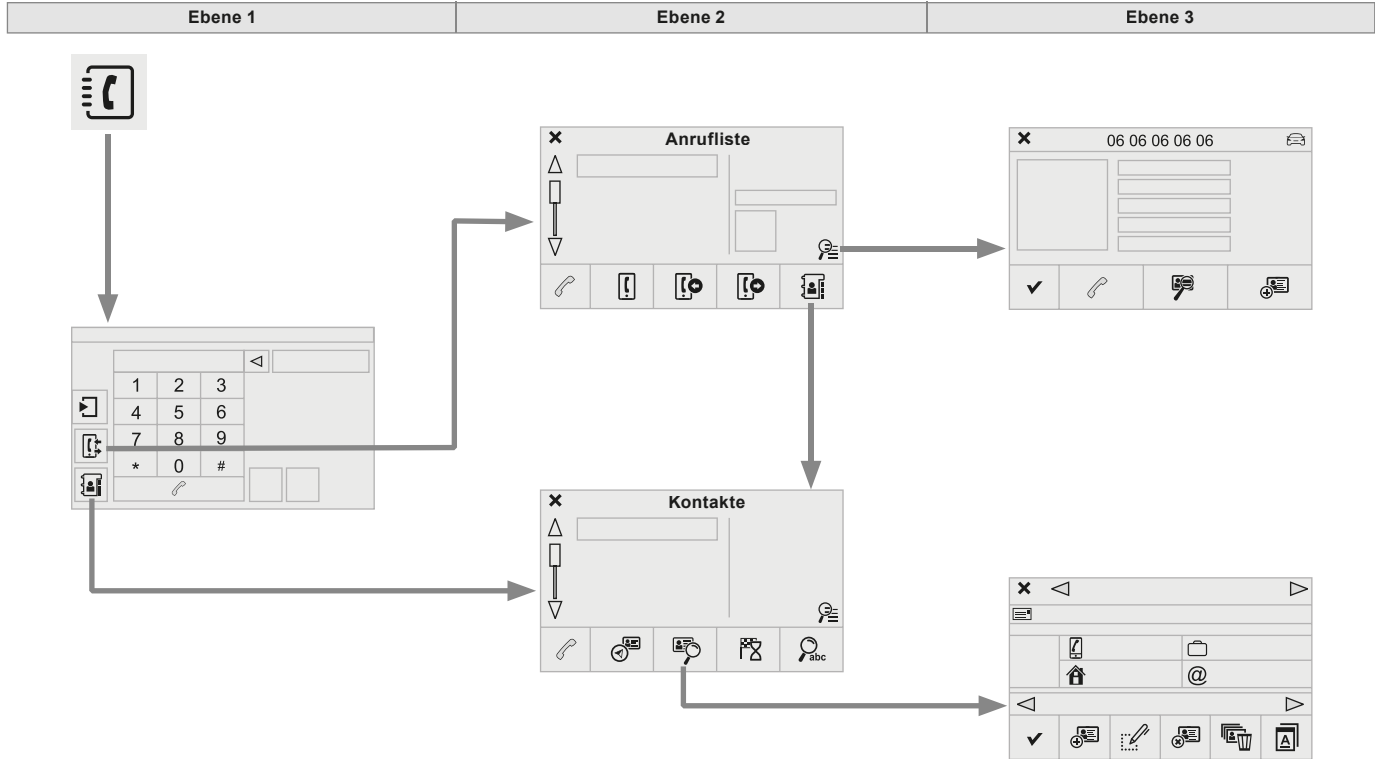 Ebene 1 Ebene 2 Ebene 3
Anrufliste
06 06 06 06 06
1 2 3
4 5 6
7 8 9
* 0 #
Kontakte
abc
@
A